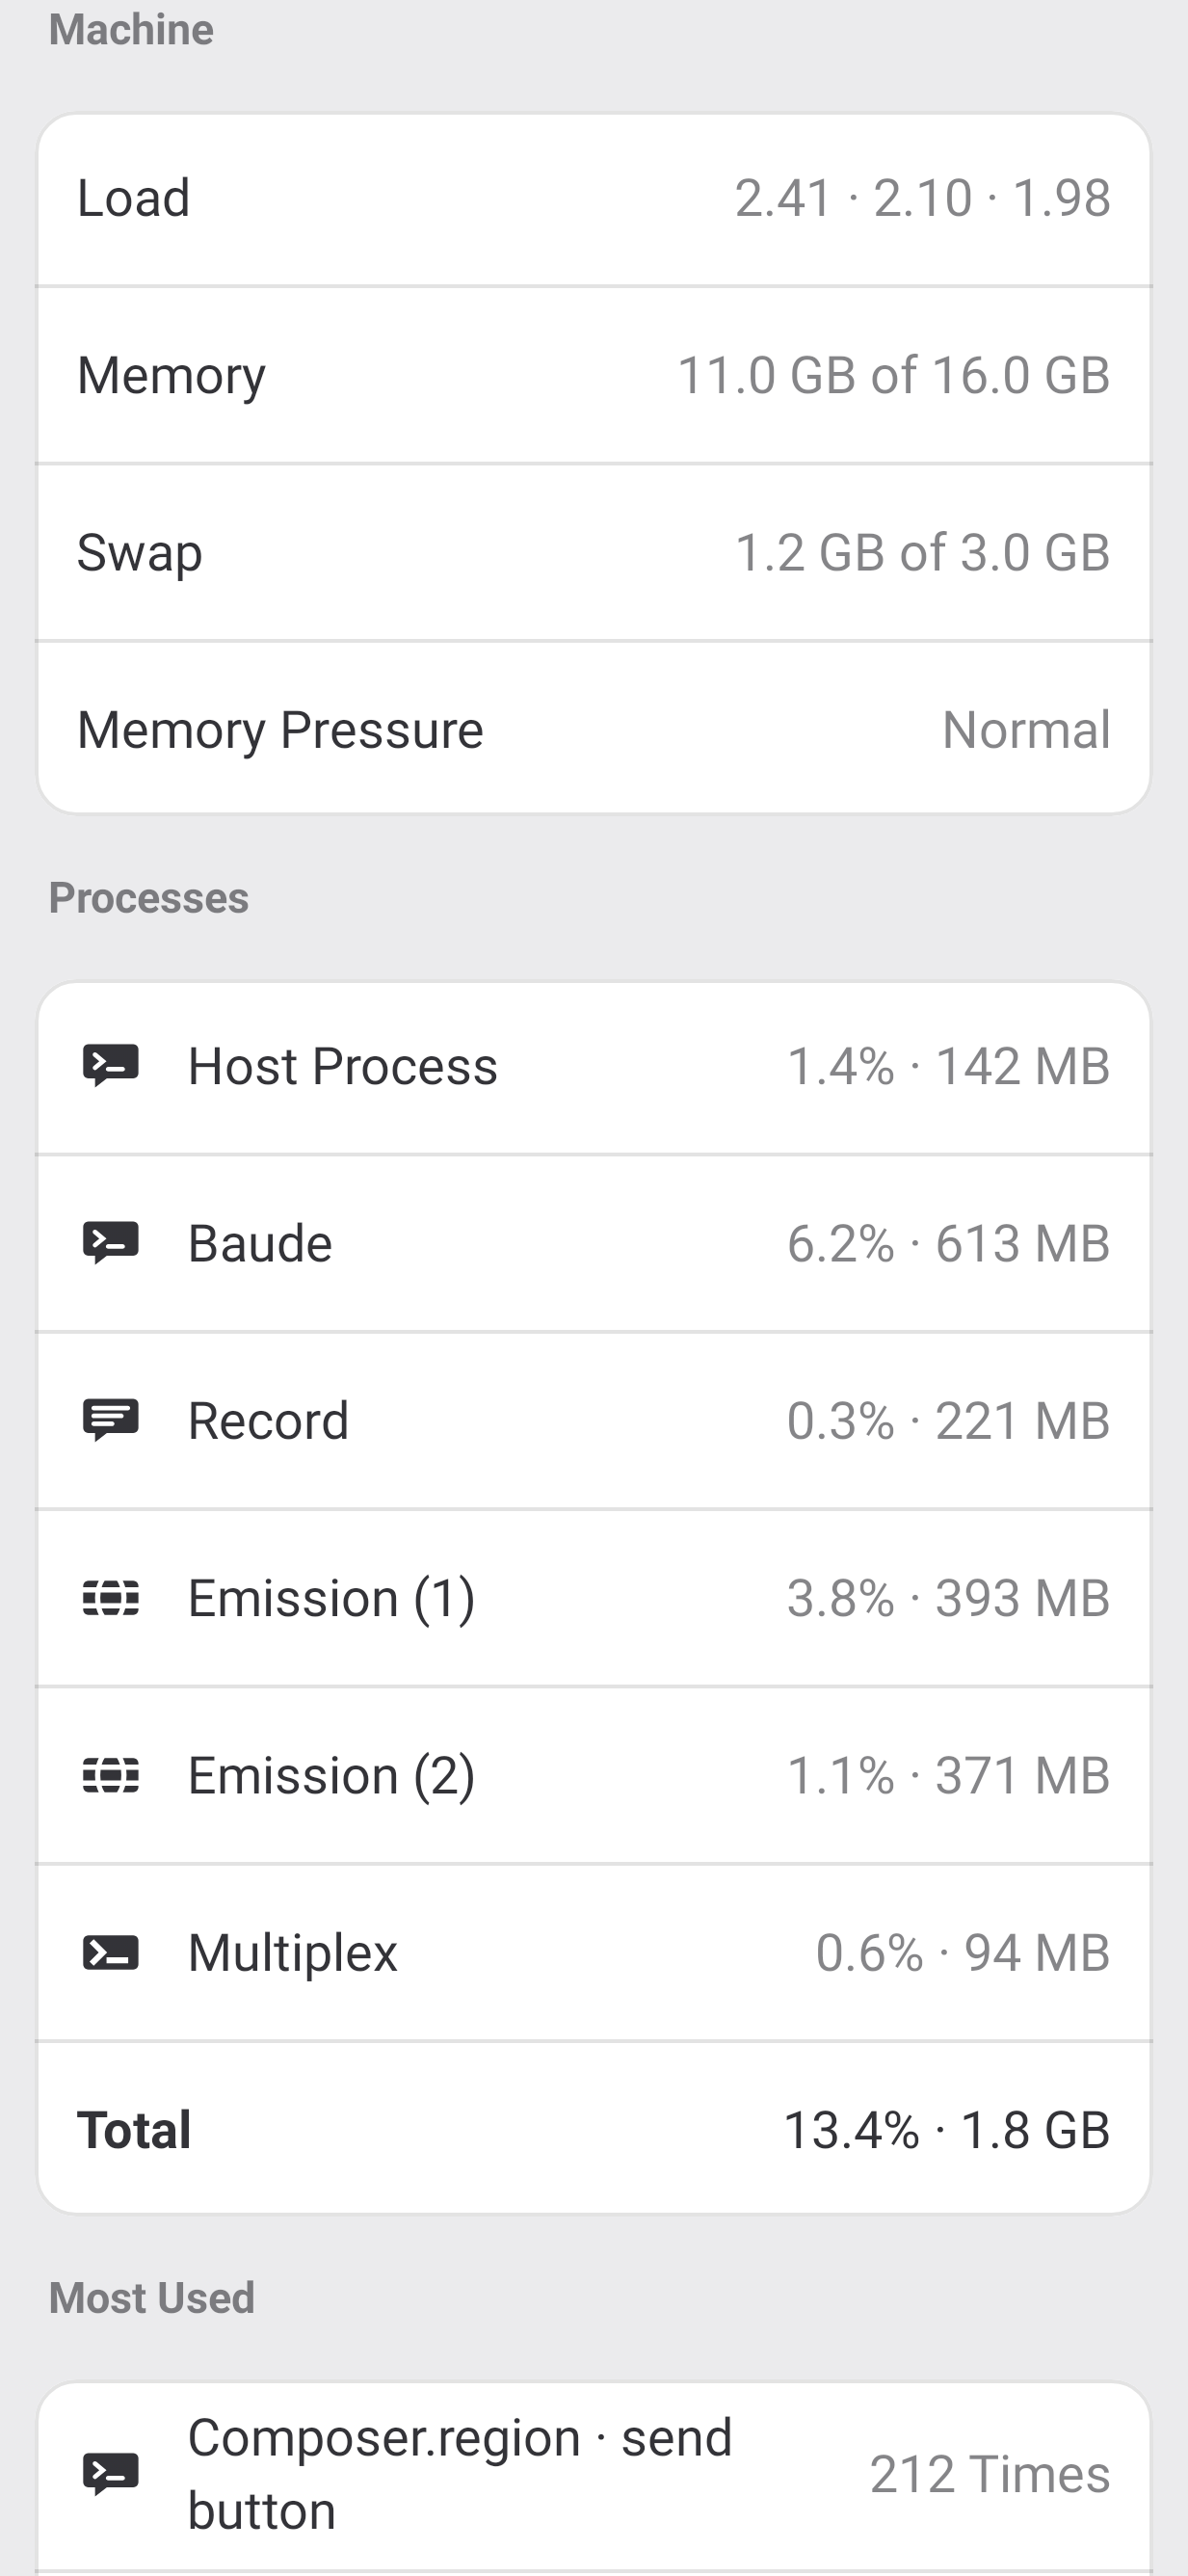 Machine
Load 2.41 · 2.10 · 1.98
Memory 11.0 GB of 16.0 GB
Swap 1.2 GB of 3.0 GB
Memory Pressure Normal
Processes
Host Process 1.4% · 142 MB
Baude 6.2% · 613 MB
Record 0.3% · 221 MB
Emission (1) 3.8% · 393 MB
Emission (2) 1.1% · 371 MB
Multiplex 0.6% · 94 MB
Total 13.4% · 1.8 GB
Most Used
Composer.region · send
button
212 Times